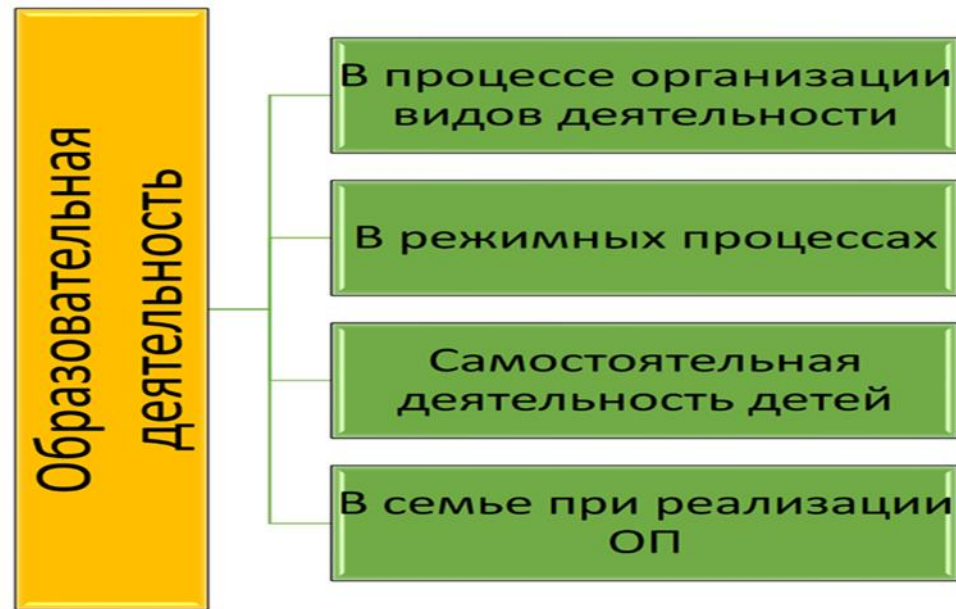 Образовательная
деятельность
В процессе организации
видов деятельности
В режимных процессах
Самостоятельная
деятельность детей
В семье при реализации
ОП